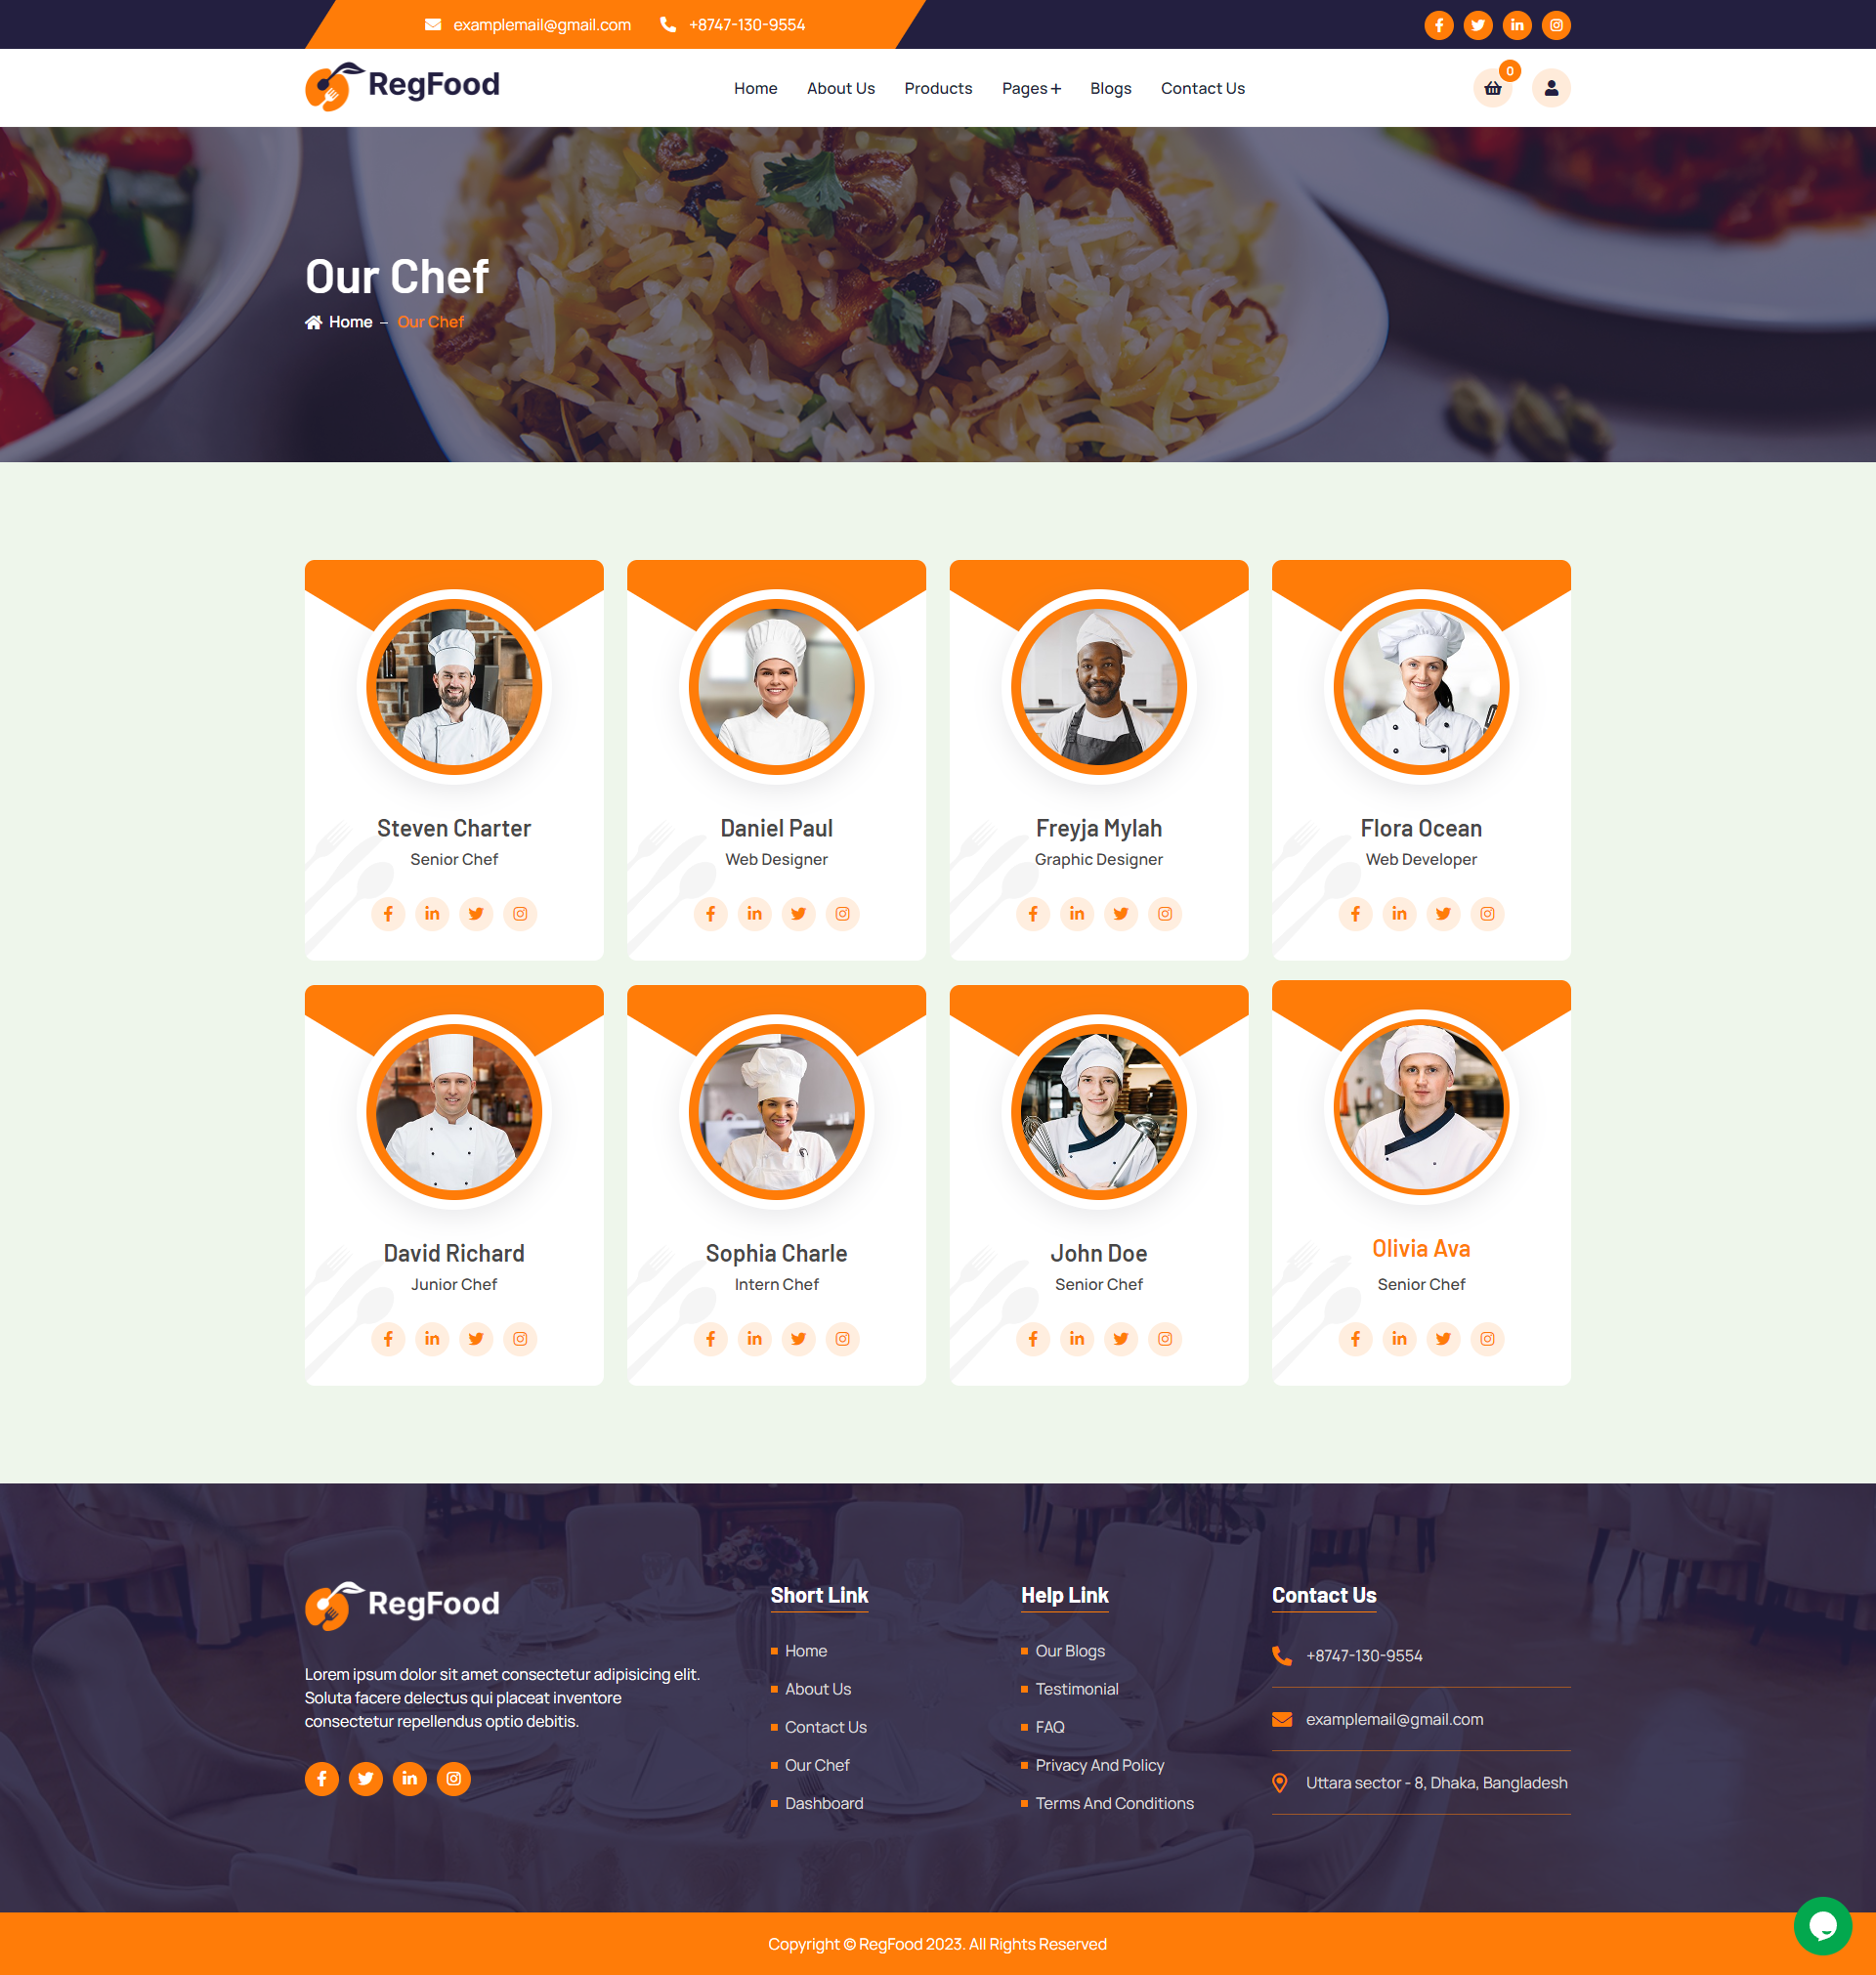 examplemail@gmail.com +8747-130-9554
RegFood Home About Us Products Pages+ Blogs Contact Us 0
Our Chef
Home – Our Chef
Steven Charter Daniel Paul Freyja Mylah Flora Ocean
Senior Chef Web Designer Graphic Designer Web Developer
David Richard Sophia Charle John Doe Olivia Ava
Junior Chef Intern Chef Senior Chef Senior Chef
RegFood
Lorem ipsum dolor sit amet consectetur adipisicing elit.
Soluta facere delectus qui placeat inventore
consectetur repellendus optio debitis.
Short Link
Home
About Us
Contact Us
Our Chef
Dashboard
Help Link
Our Blogs
Testimonial
FAQ
Privacy And Policy
Terms And Conditions
Contact Us
+8747-130-9554
examplemail@gmail.com
Uttara sector - 8, Dhaka, Bangladesh
Copyright © RegFood 2023. All Rights Reserved